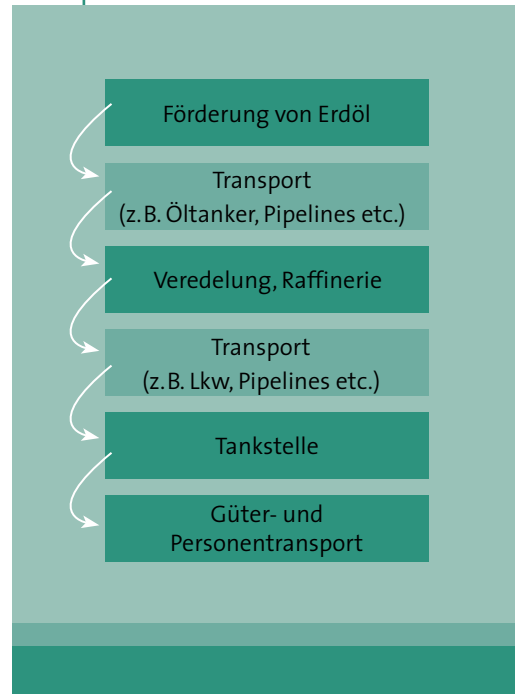 Förderung von Erdöl
Transport
(z. B. Öltanker, Pipelines etc.)
Veredelung, Raffinerie
Transport
(z. B. Lkw, Pipelines etc.)
Tankstelle
Güter- und
Personentransport